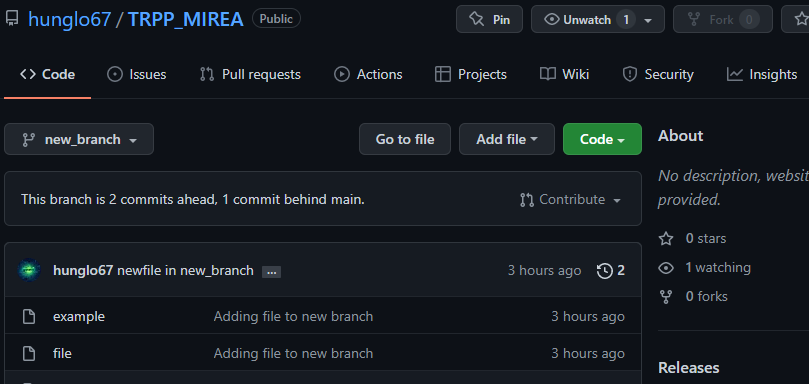 hunglo67 / TRPP_MIREA Public Pin Unwatch 1 Fork 0
Code Issues Pull requests Actions Projects Wiki Security Insights
new_branch Go to file Add file Code
About
This branch is 2 commits ahead, 1 commit behind main. Contribute
No description, websit
provided.
0 stars
1 watching
0 forks
hunglo67 newfile in new_branch ... 3 hours ago 2
example Adding file to new branch 3 hours ago
file Adding file to new branch 3 hours ago
Releases